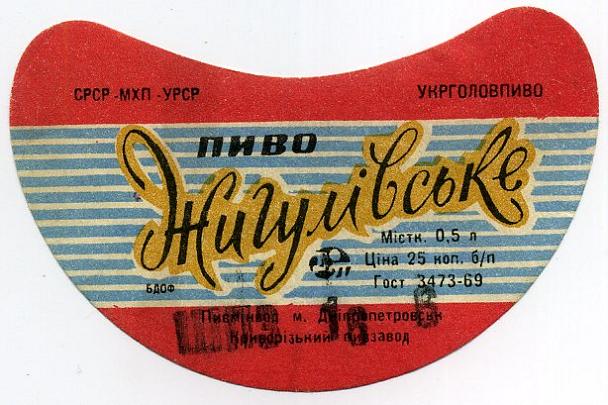 СРСР -МХП -УРСР
УКРГОЛОВПИВО
ПИВО
Жигулівське
Містк. 0,5 л
Ціна 25 коп. б/п
Гост 3473-69
БДОФ
Пивзавод м. Дніпропетровськ
Криворізький пивзавод